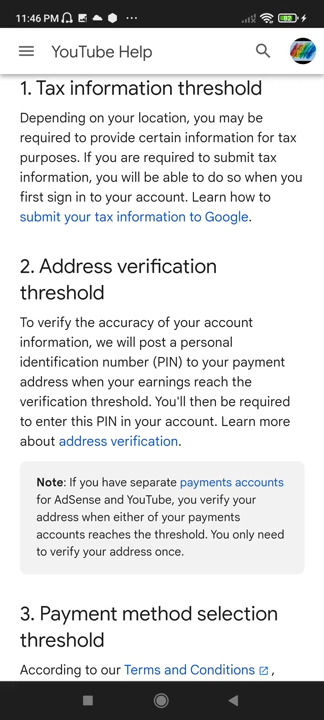 11:46 PM
82
YouTube Help
1. Tax information threshold
Depending on your location, you may be
required to provide certain information for tax
purposes. If you are required to submit tax
information, you will be able to do so when you
first sign in to your account. Learn how to
submit your tax information to Google.
2. Address verification
threshold
To verify the accuracy of your account
information, we will post a personal
identification number (PIN) to your payment
address when your earnings reach the
verification threshold. You'll then be required
to enter this PIN in your account. Learn more
about address verification.
Note: If you have separate payments accounts
for AdSense and YouTube, you verify your
address when either of your payments
accounts reaches the threshold. You only need
to verify your address once.
3. Payment method selection
threshold
According to our Terms and Conditions ,